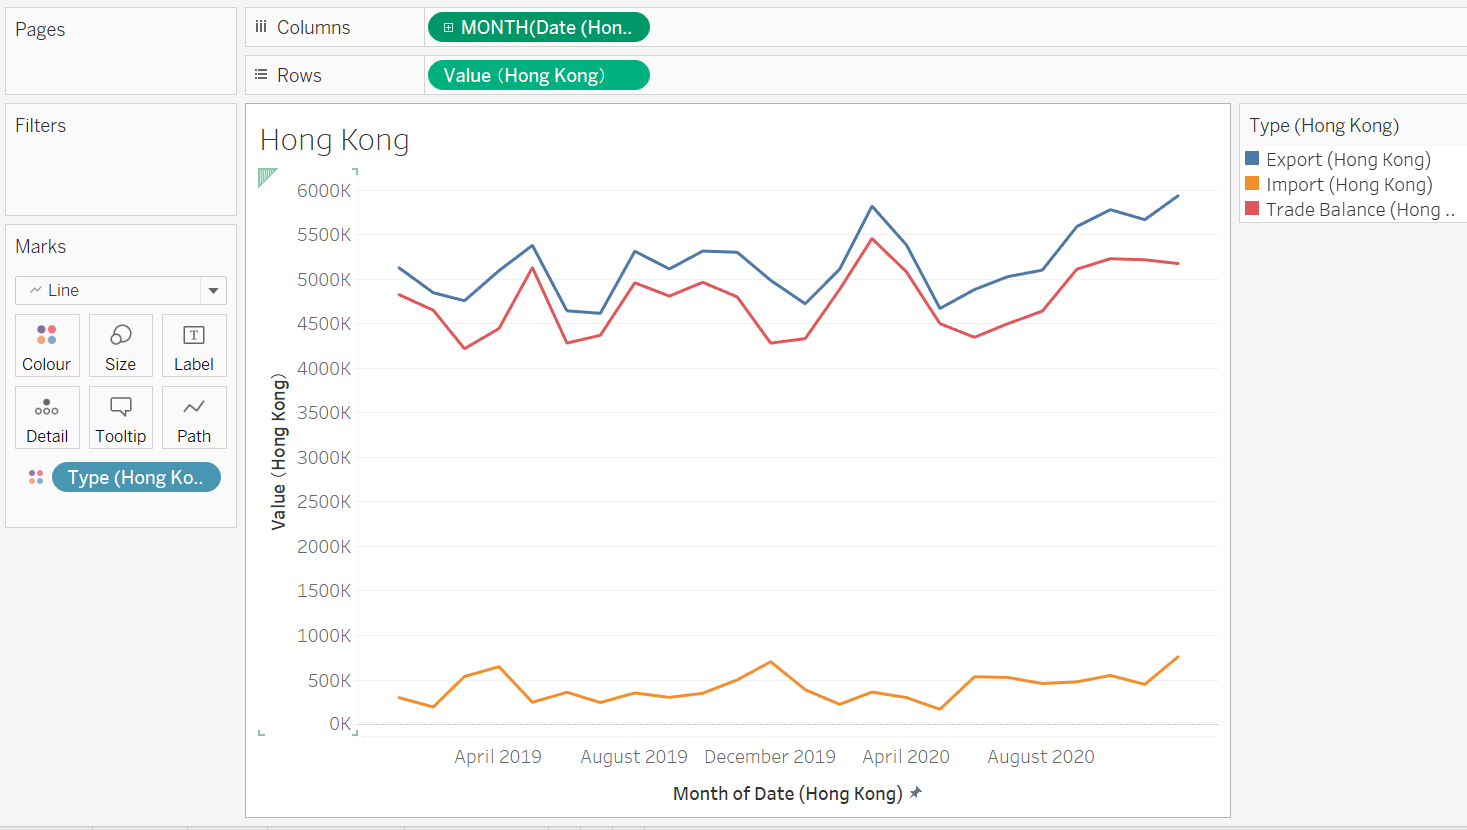 Pages
Columns
MONTH(Date (Hon..
Rows
Value (Hong Kong)
Filters
Marks
Line
Colour
Size
T
Label
Detail
Tooltip
Path
Type (Hong Ko..
Hong Kong
Value (Hong Kong)
6000K
5500K
5000K
4500K
4000K
3500K
3000K
2500K
2000K
1500K
1000K
500K
0K
April 2019
August 2019
December 2019
April 2020
August 2020
Month of Date (Hong Kong)
Type (Hong Kong)
Export (Hong Kong)
Import (Hong Kong)
Trade Balance (Hong ..